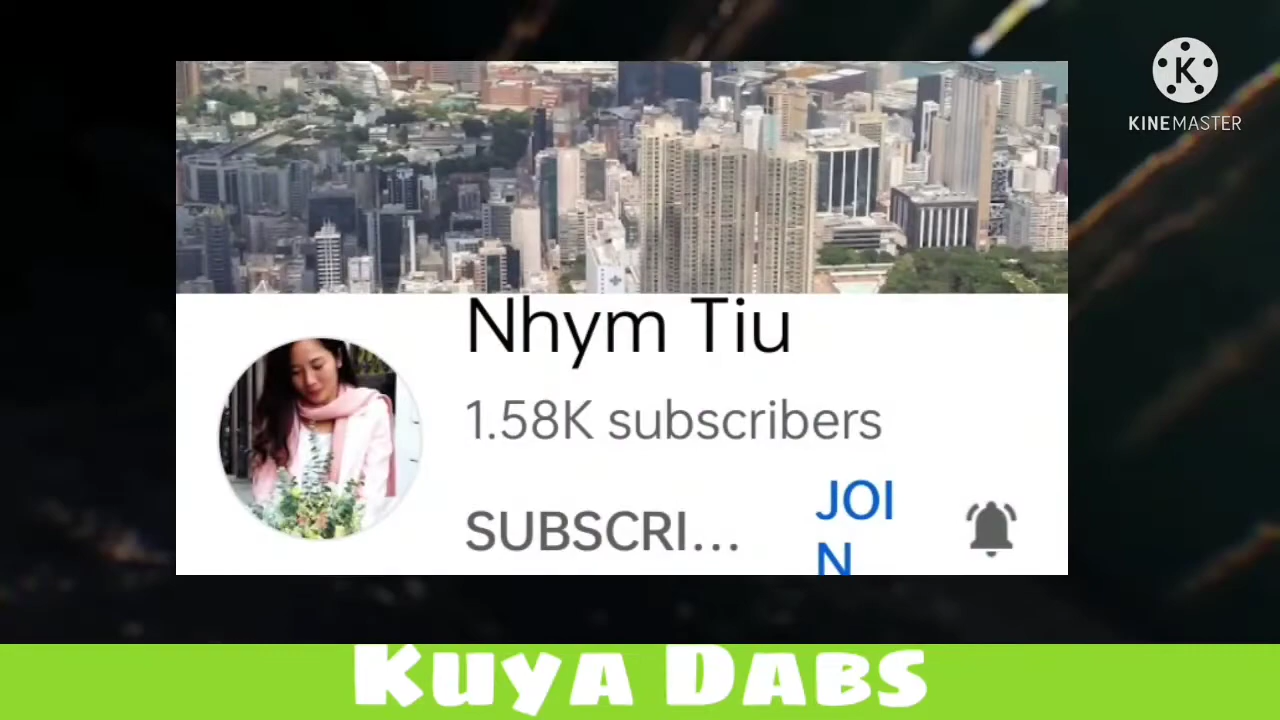 K
KINEMASTER
Nhym Tiu
1.58K subscribers
SUBSCRI...
JOI
N
Kuya Dabs